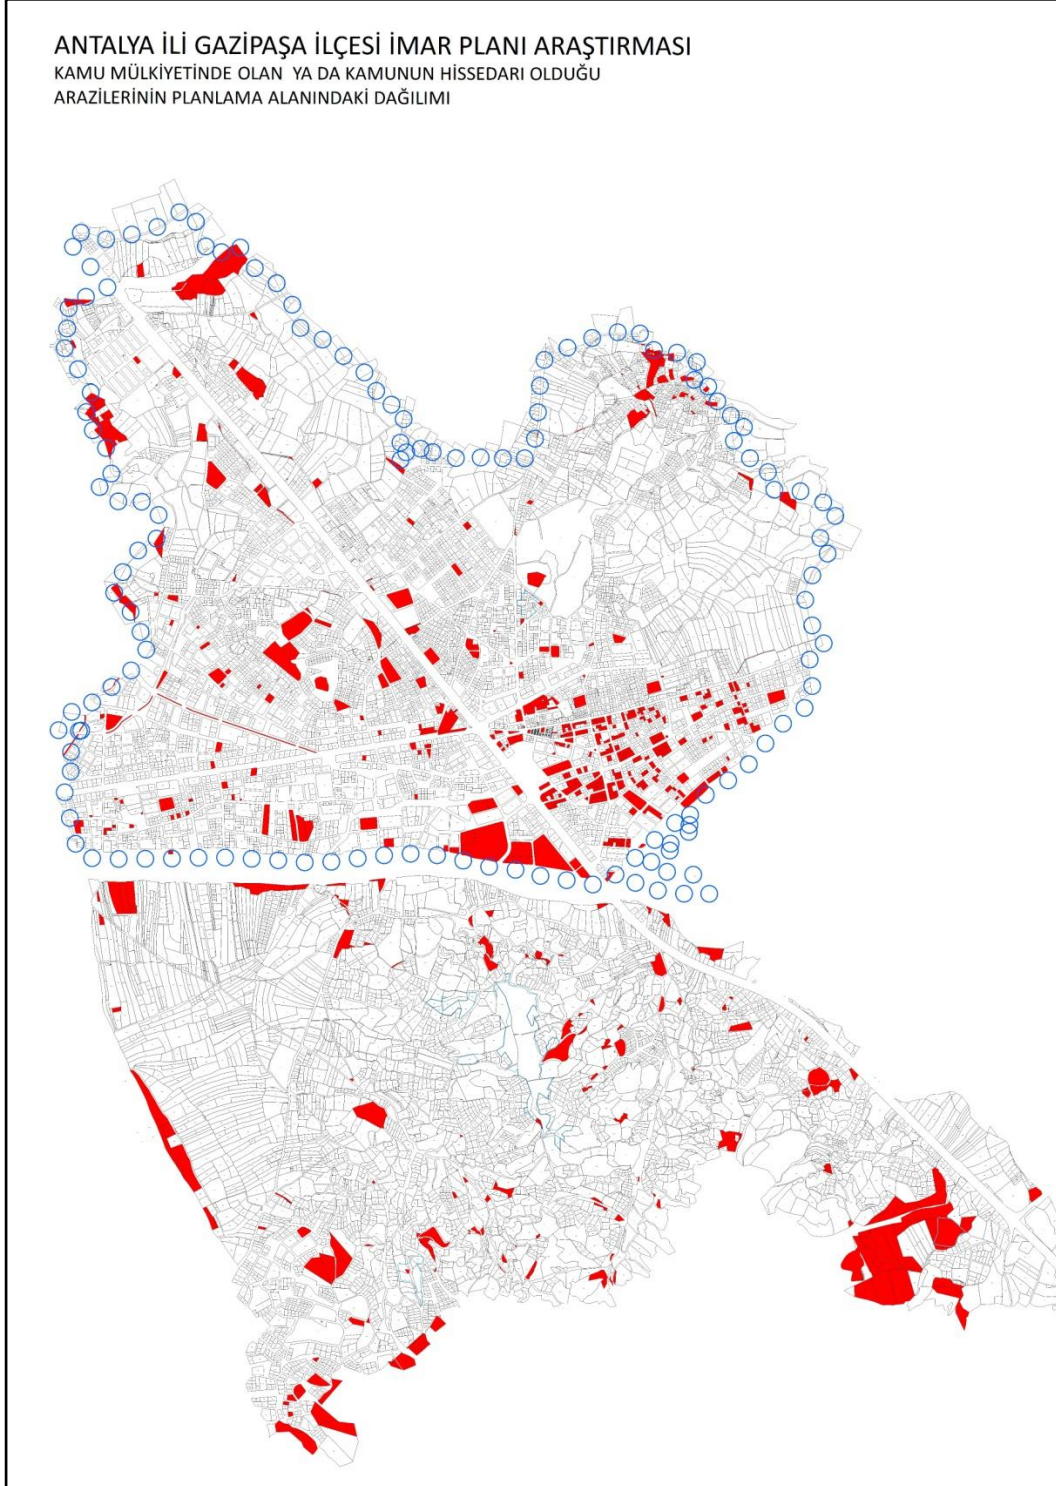 ANTALYA İLİ GAZİPAŞA İLÇESİ İMAR PLANI ARAŞTIRMASI
KAMU MÜLKİYETİNDE OLAN YA DA KAMUNUN HİSSEDARI OLDUĞU
ARAZİLERİNİN PLANLAMA ALANINDAKİ DAĞILIMI